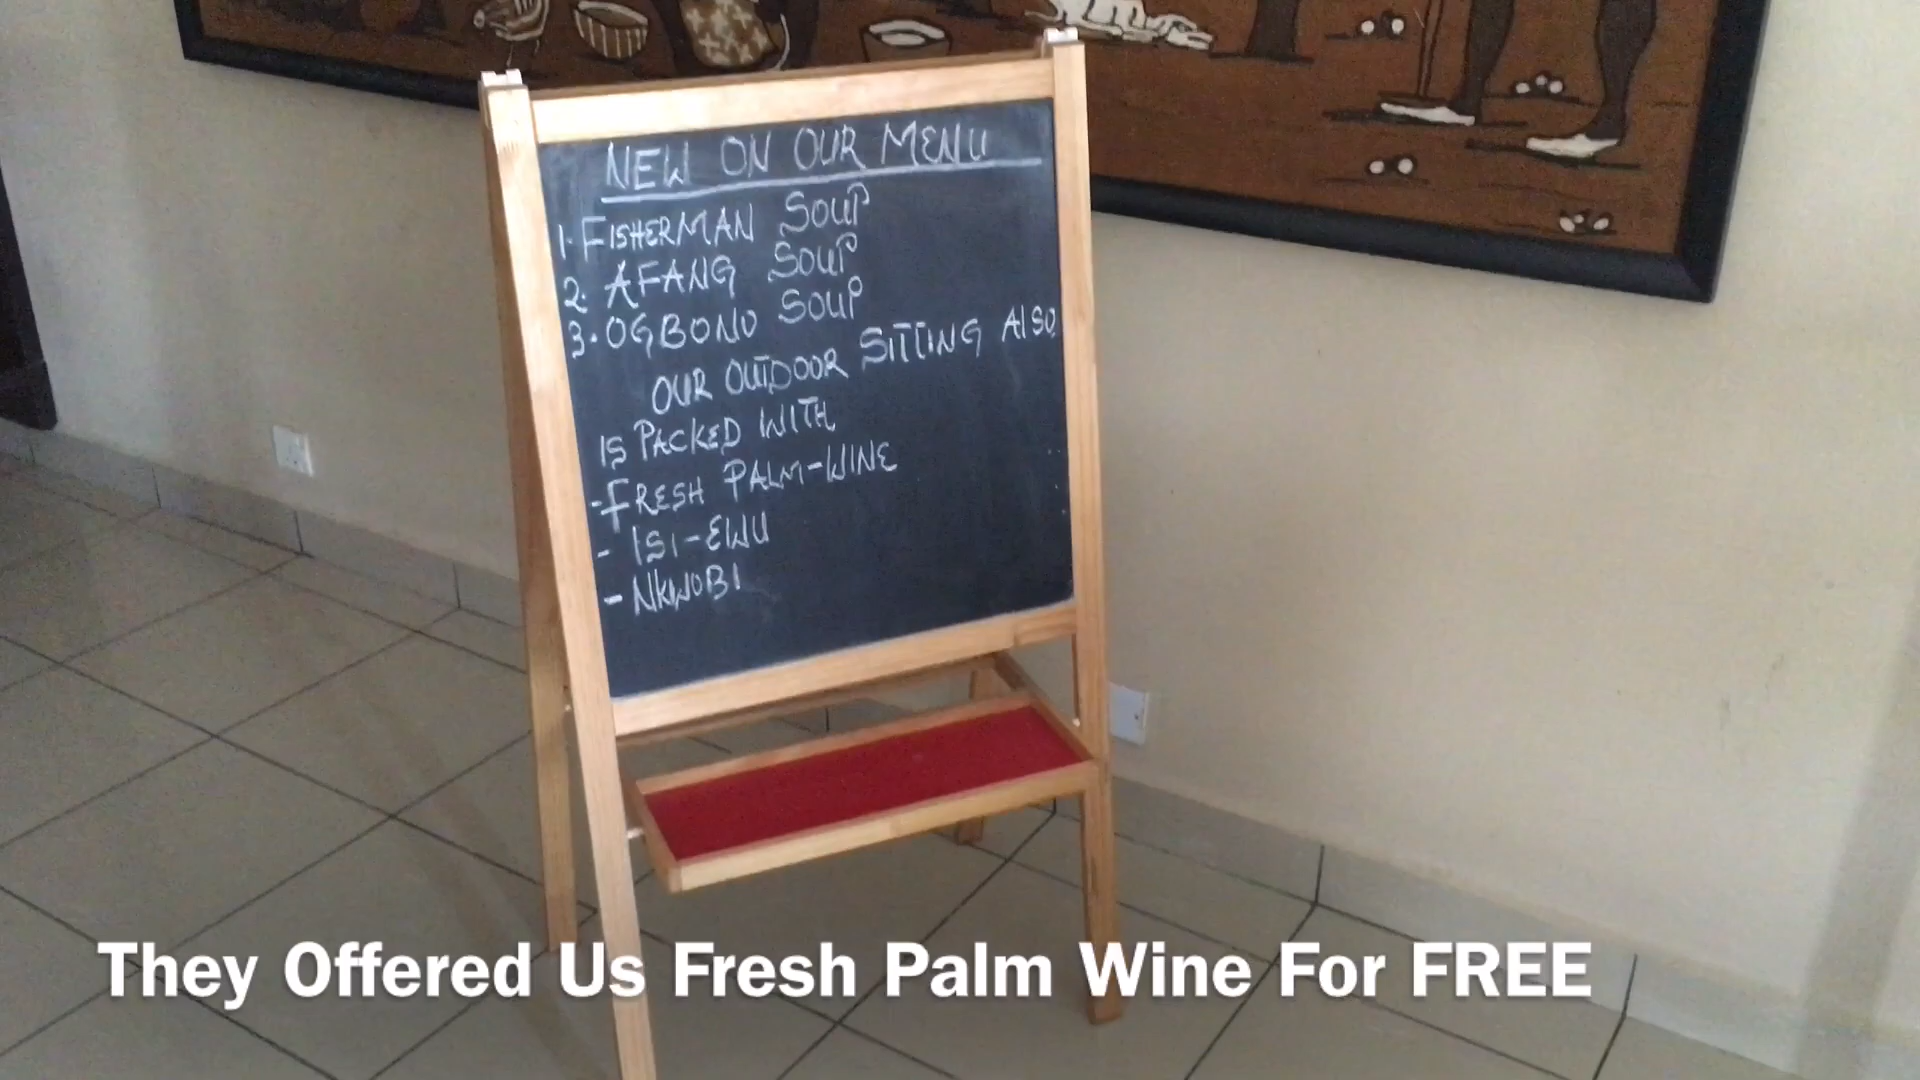 NEW ON OUR MENU
1. FISHERMAN SOUP
2. AFANG SOUP
3. OGBONO SOUP
OUR OUTDOOR SITTING AlSO
IS PACKED WITH
- FRESH PALM-WINE
- ISI-EWU
- NKWOBI
They Offered Us Fresh Palm Wine For FREE